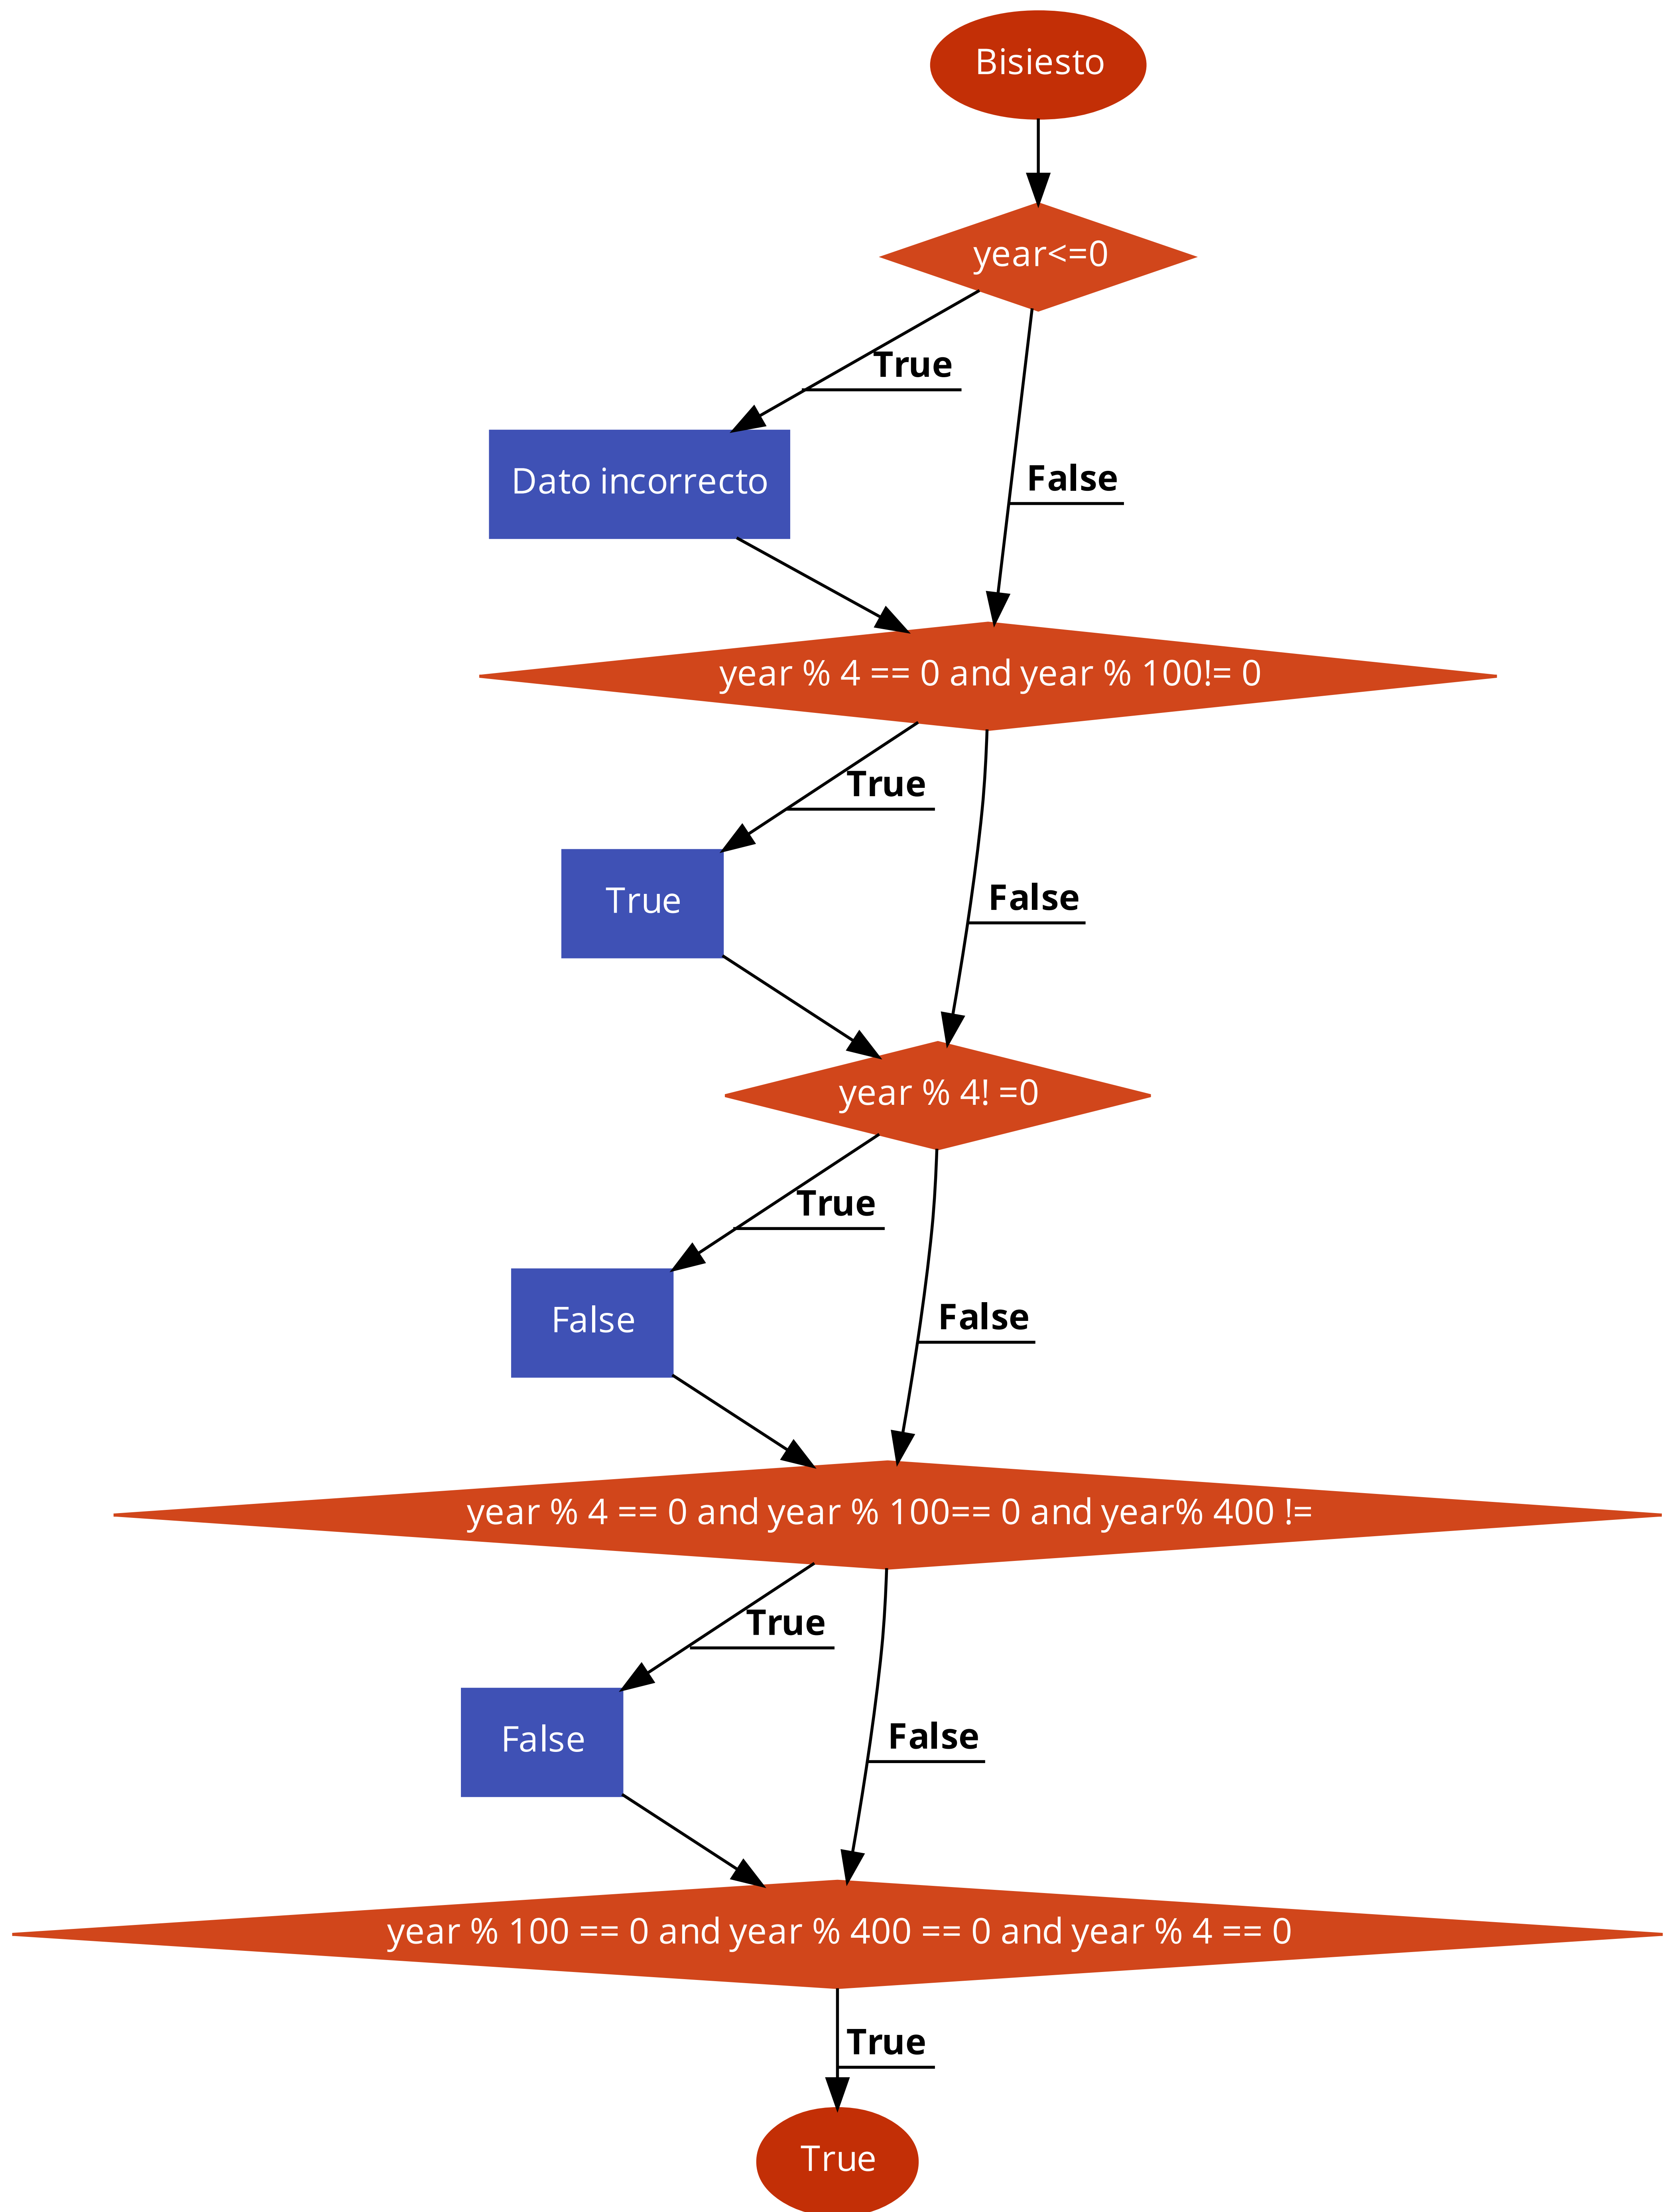 Bisiesto
year<=0
True
Dato incorrecto
False
year % 4 == 0 and year % 100!= 0
True
True
False
year % 4! =0
True
False
False
year % 4 == 0 and year % 100== 0 and year% 400 !=
True
False
False
year % 100 == 0 and year % 400 == 0 and year % 4 == 0
True
True